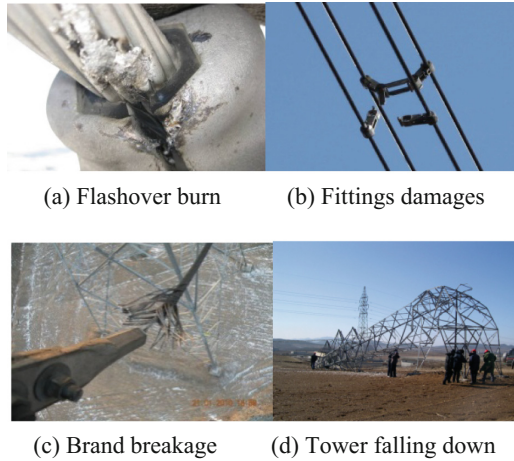 (a) Flashover burn
(b) Fittings damages
(c) Brand breakage
(d) Tower falling down